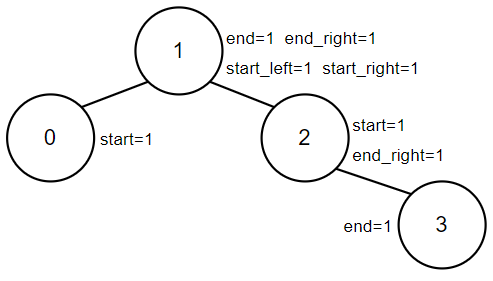 1
end=1 end_right=1
start_left=1 start_right=1
0
start=1
2
start=1
end_right=1
end=1
3